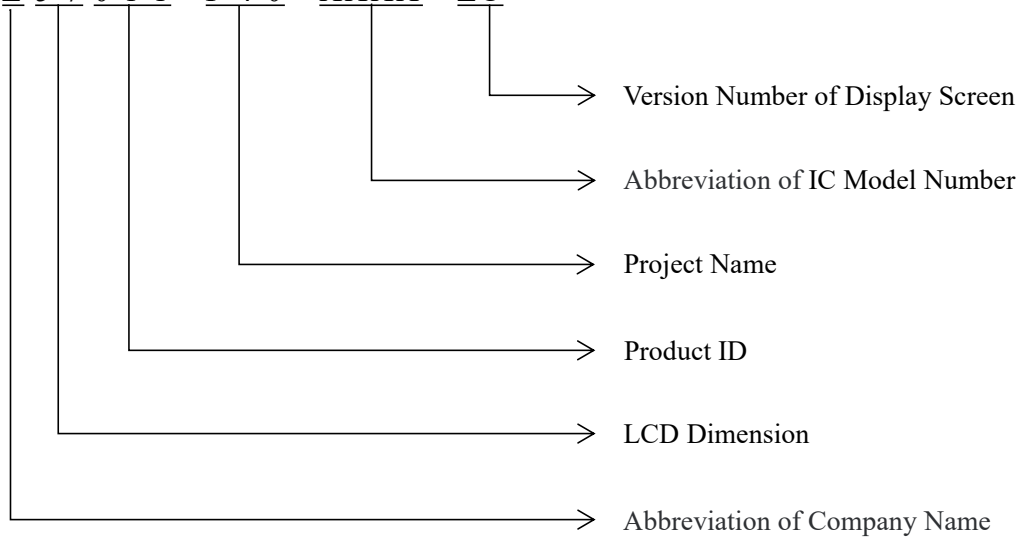 Version Number of Display Screen
Abbreviation of IC Model Number
Project Name
Product ID
LCD Dimension
Abbreviation of Company Name